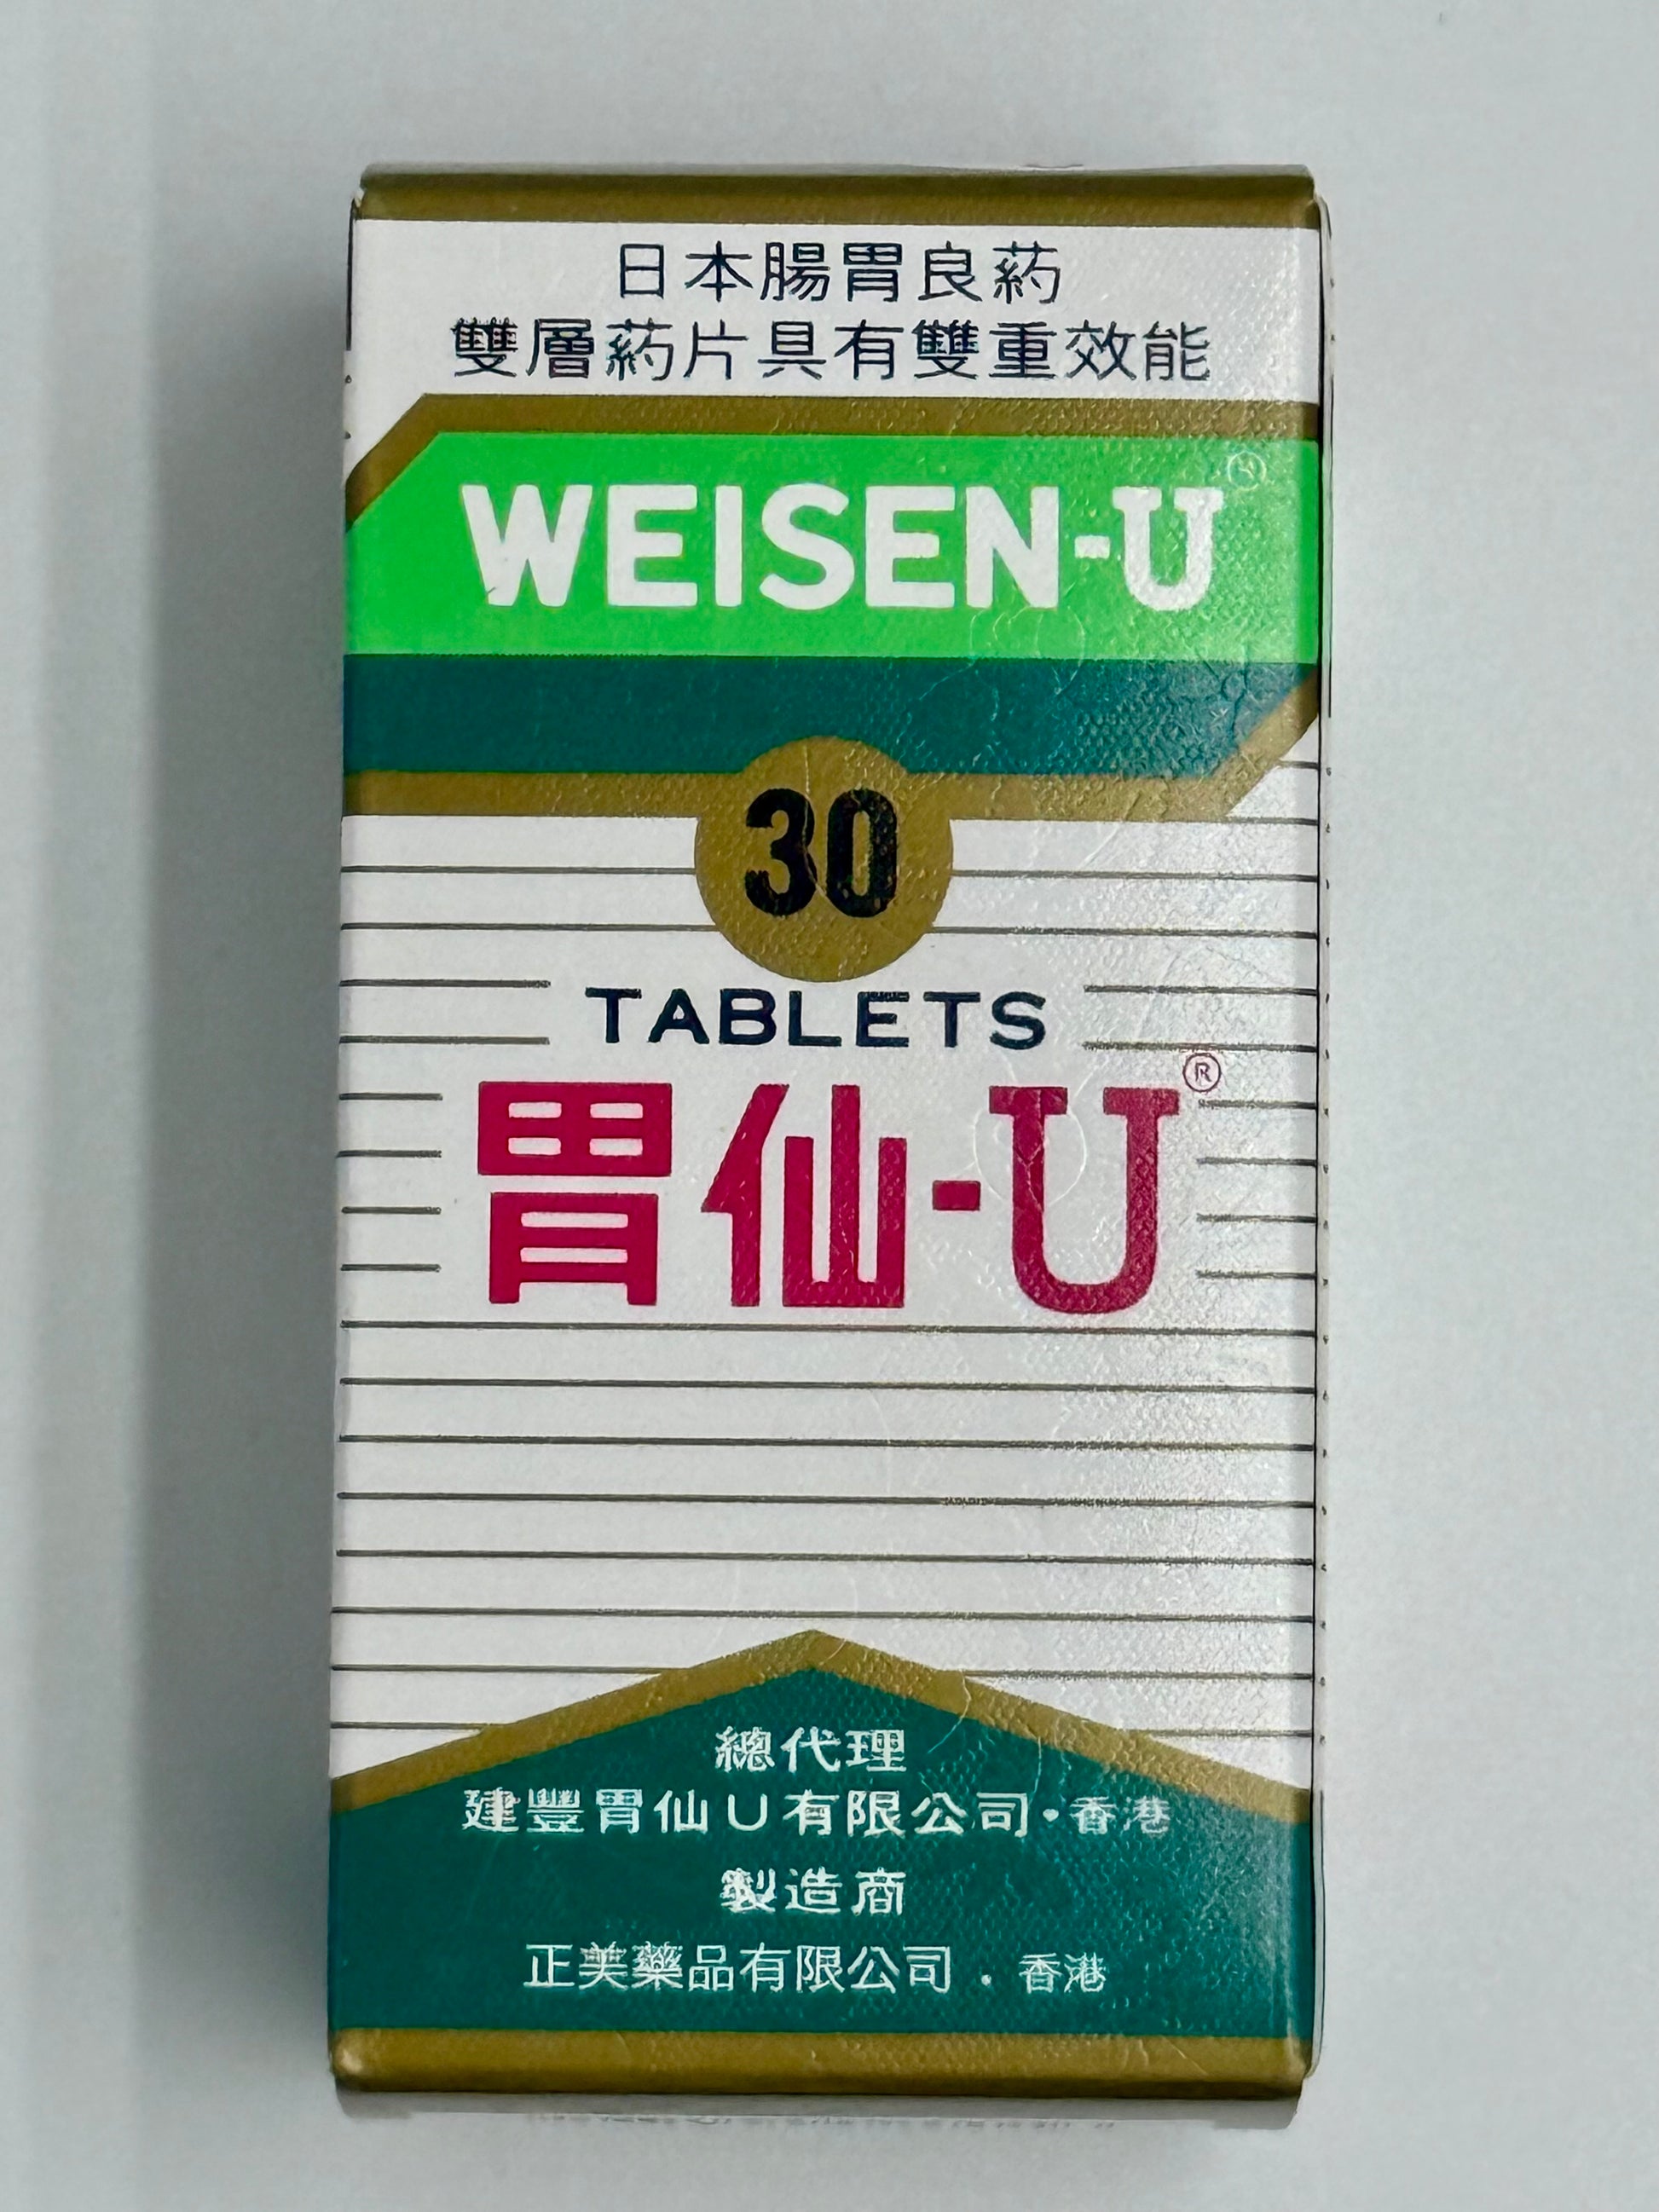 日本腸胃良葯
雙層葯片具有雙重效能
WEISEN-U®
30
TABLETS
胃仙-U®
總代理
建豐胃仙U有限公司·香港
製造商
正美藥品有限公司．香港